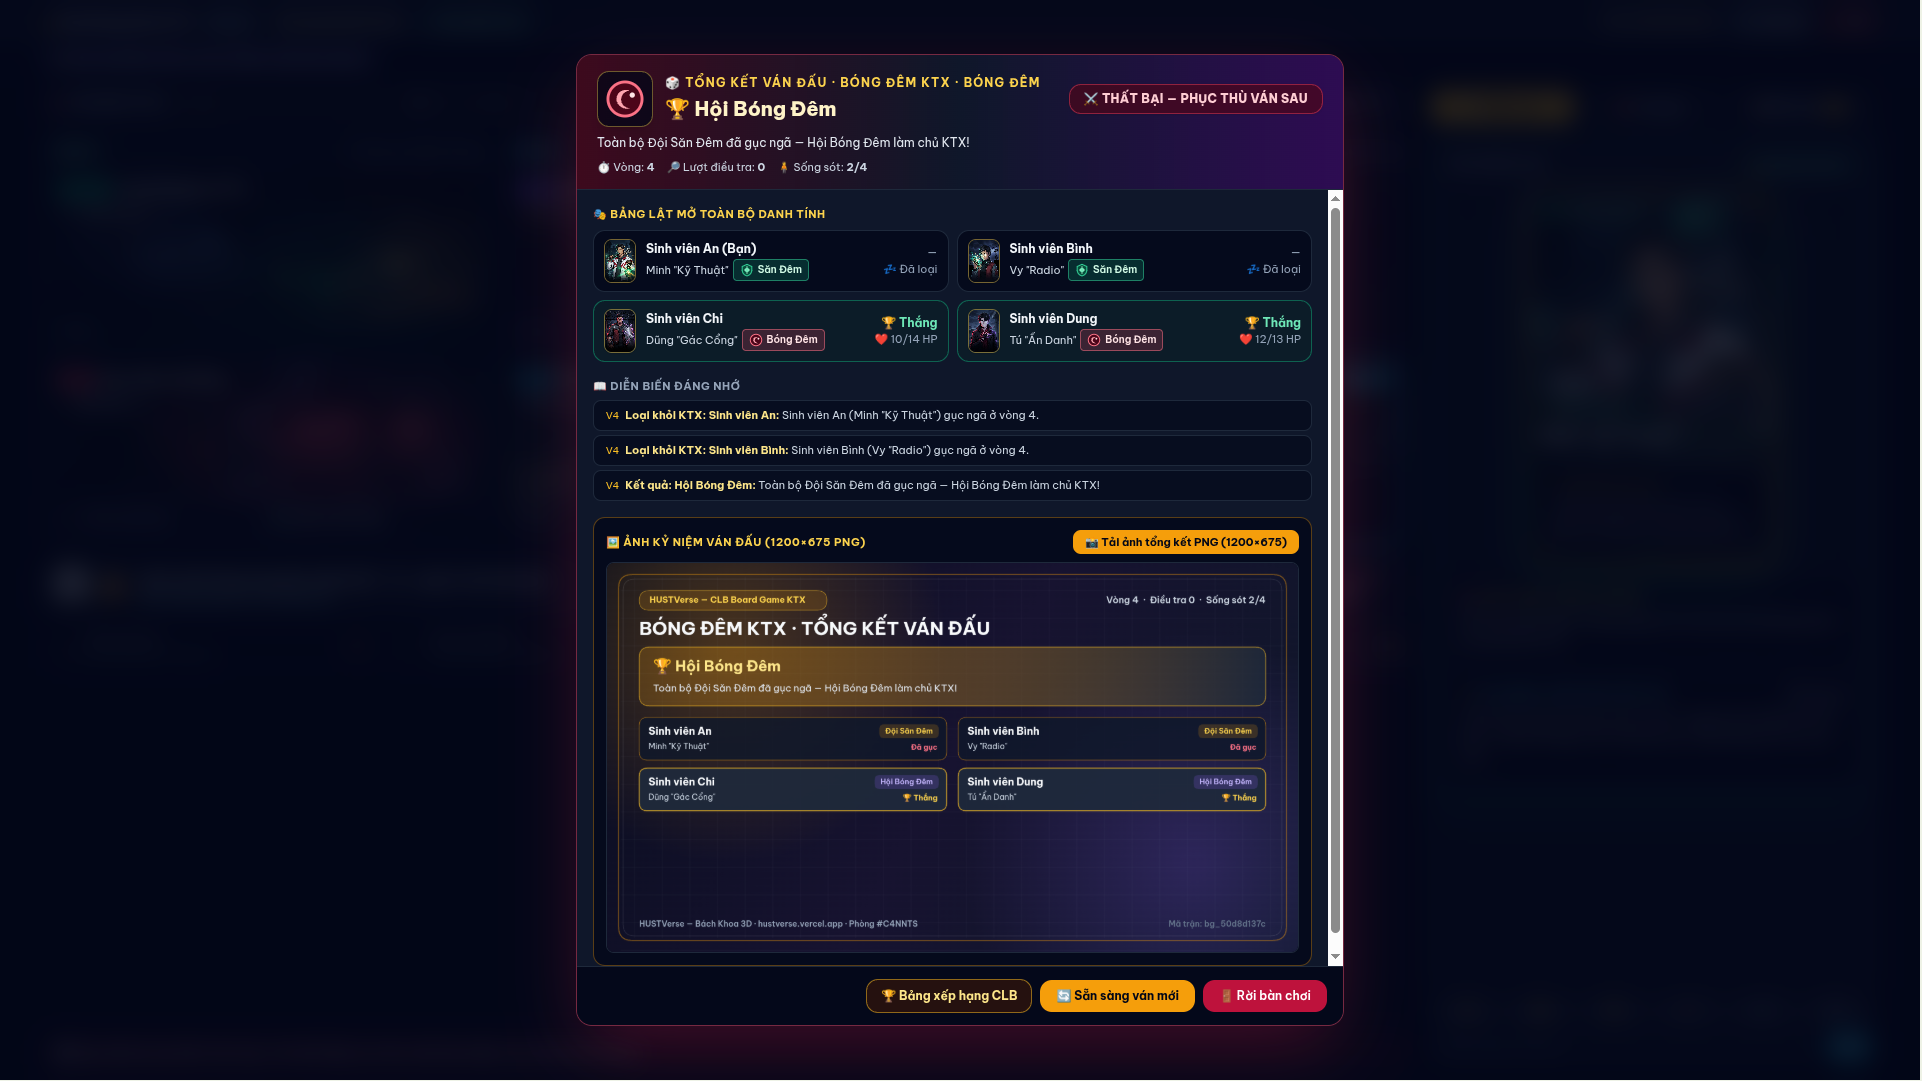 🎲 TỔNG KẾT VÁN ĐẤU · BÓNG ĐÊM KTX · BÓNG ĐÊM
🏆 Hội Bóng Đêm
⚔️ THẤT BẠI — PHỤC THÙ VÁN SAU
Toàn bộ Đội Săn Đêm đã gục ngã — Hội Bóng Đêm làm chủ KTX!
⏱️ Vòng: 4 🔎 Lượt điều tra: 0 🧍 Sống sót: 2/4
🎭 BẢNG LẬT MỞ TOÀN BỘ DANH TÍNH
Sinh viên An (Bạn) —
Minh "Kỹ Thuật" Săn Đêm 💤 Đã loại
Sinh viên Bình —
Vy "Radio" Săn Đêm 💤 Đã loại
Sinh viên Chi 🏆 Thắng
Dũng "Gác Cổng" Bóng Đêm ❤️ 10/14 HP
Sinh viên Dung 🏆 Thắng
Tú "Ẩn Danh" Bóng Đêm ❤️ 12/13 HP
📖 DIỄN BIẾN ĐÁNG NHỚ
V4 Loại khỏi KTX: Sinh viên An: Sinh viên An (Minh "Kỹ Thuật") gục ngã ở vòng 4.
V4 Loại khỏi KTX: Sinh viên Bình: Sinh viên Bình (Vy "Radio") gục ngã ở vòng 4.
V4 Kết quả: Hội Bóng Đêm: Toàn bộ Đội Săn Đêm đã gục ngã — Hội Bóng Đêm làm chủ KTX!
🖼️ ẢNH KỶ NIỆM VÁN ĐẤU (1200×675 PNG)
📸 Tải ảnh tổng kết PNG (1200×675)
HUSTVerse — CLB Board Game KTX
Vòng 4 · Điều tra 0 · Sống sót 2/4
BÓNG ĐÊM KTX · TỔNG KẾT VÁN ĐẤU
🏆 Hội Bóng Đêm
Toàn bộ Đội Săn Đêm đã gục ngã — Hội Bóng Đêm làm chủ KTX!
Sinh viên An Đội Săn Đêm
Minh "Kỹ Thuật" Đã gục
Sinh viên Bình Đội Săn Đêm
Vy "Radio" Đã gục
Sinh viên Chi Hội Bóng Đêm
Dũng "Gác Cổng" 🏆 Thắng
Sinh viên Dung Hội Bóng Đêm
Tú "Ẩn Danh" 🏆 Thắng
HUSTVerse — Bách Khoa 3D · hustverse.vercel.app · Phòng #C4NNTS
Mã trận: bg_50d8d137c
🏆 Bảng xếp hạng CLB
🔄 Sẵn sàng ván mới
🚪 Rời bàn chơi